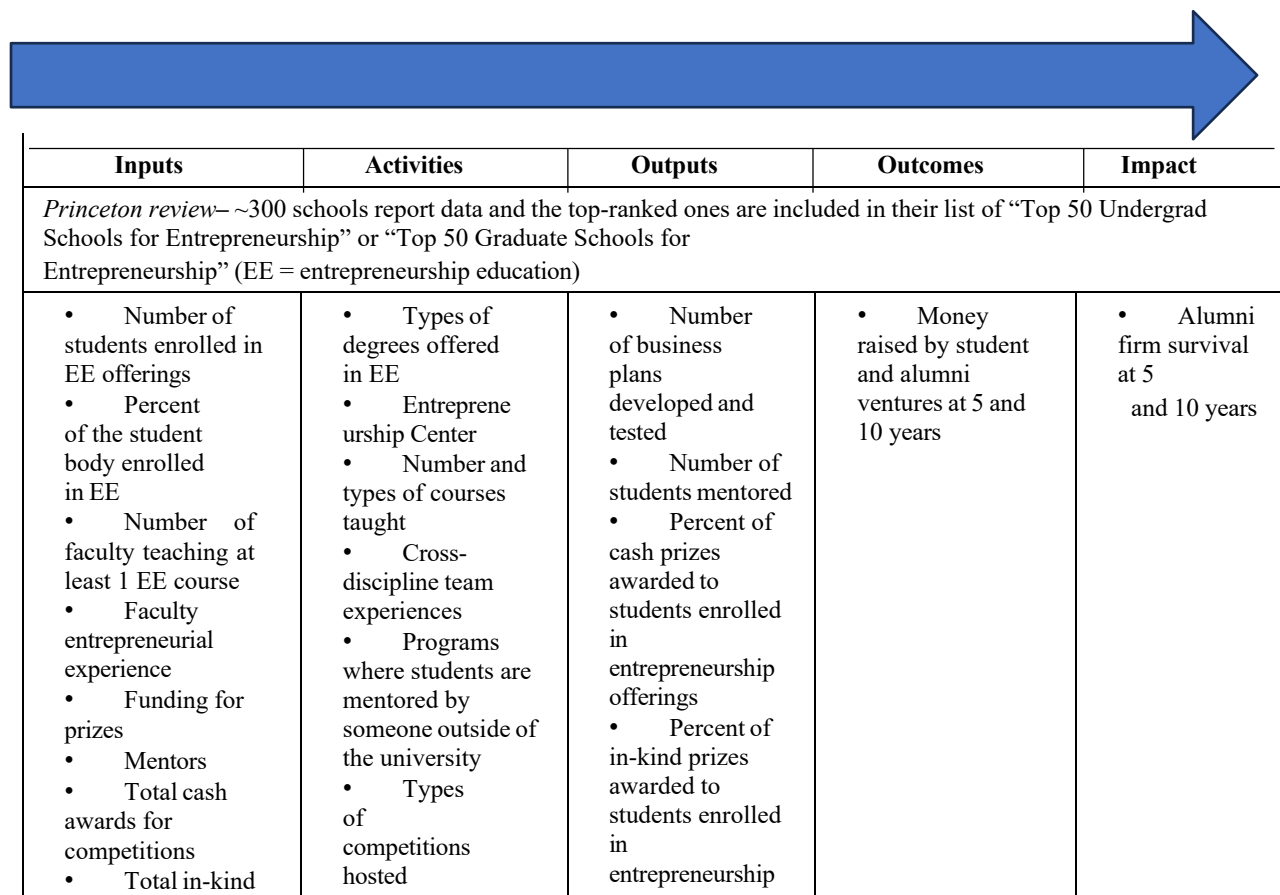 Inputs Activities Outputs Outcomes Impact
Princeton review– ~300 schools report data and the top-ranked ones are included in their list of “Top 50 Undergrad
Schools for Entrepreneurship” or “Top 50 Graduate Schools for
Entrepreneurship” (EE = entrepreneurship education)
• Number of
students enrolled in
EE offerings
• Percent
of the student
body enrolled
in EE
• Number of
faculty teaching at
least 1 EE course
• Faculty
entrepreneurial
experience
• Funding for
prizes
• Mentors
• Total cash
awards for
competitions
• Total in-kind
• Types of
degrees offered
in EE
• Entreprene
urship Center
• Number and
types of courses
taught
• Cross-
discipline team
experiences
• Programs
where students are
mentored by
someone outside of
the university
• Types
of
competitions
hosted
• Number
of business
plans
developed and
tested
• Number of
students mentored
• Percent of
cash prizes
awarded to
students enrolled
in
entrepreneurship
offerings
• Percent of
in-kind prizes
awarded to
students enrolled
in
entrepreneurship
• Money
raised by student
and alumni
ventures at 5 and
10 years
• Alumni
firm survival
at 5
and 10 years